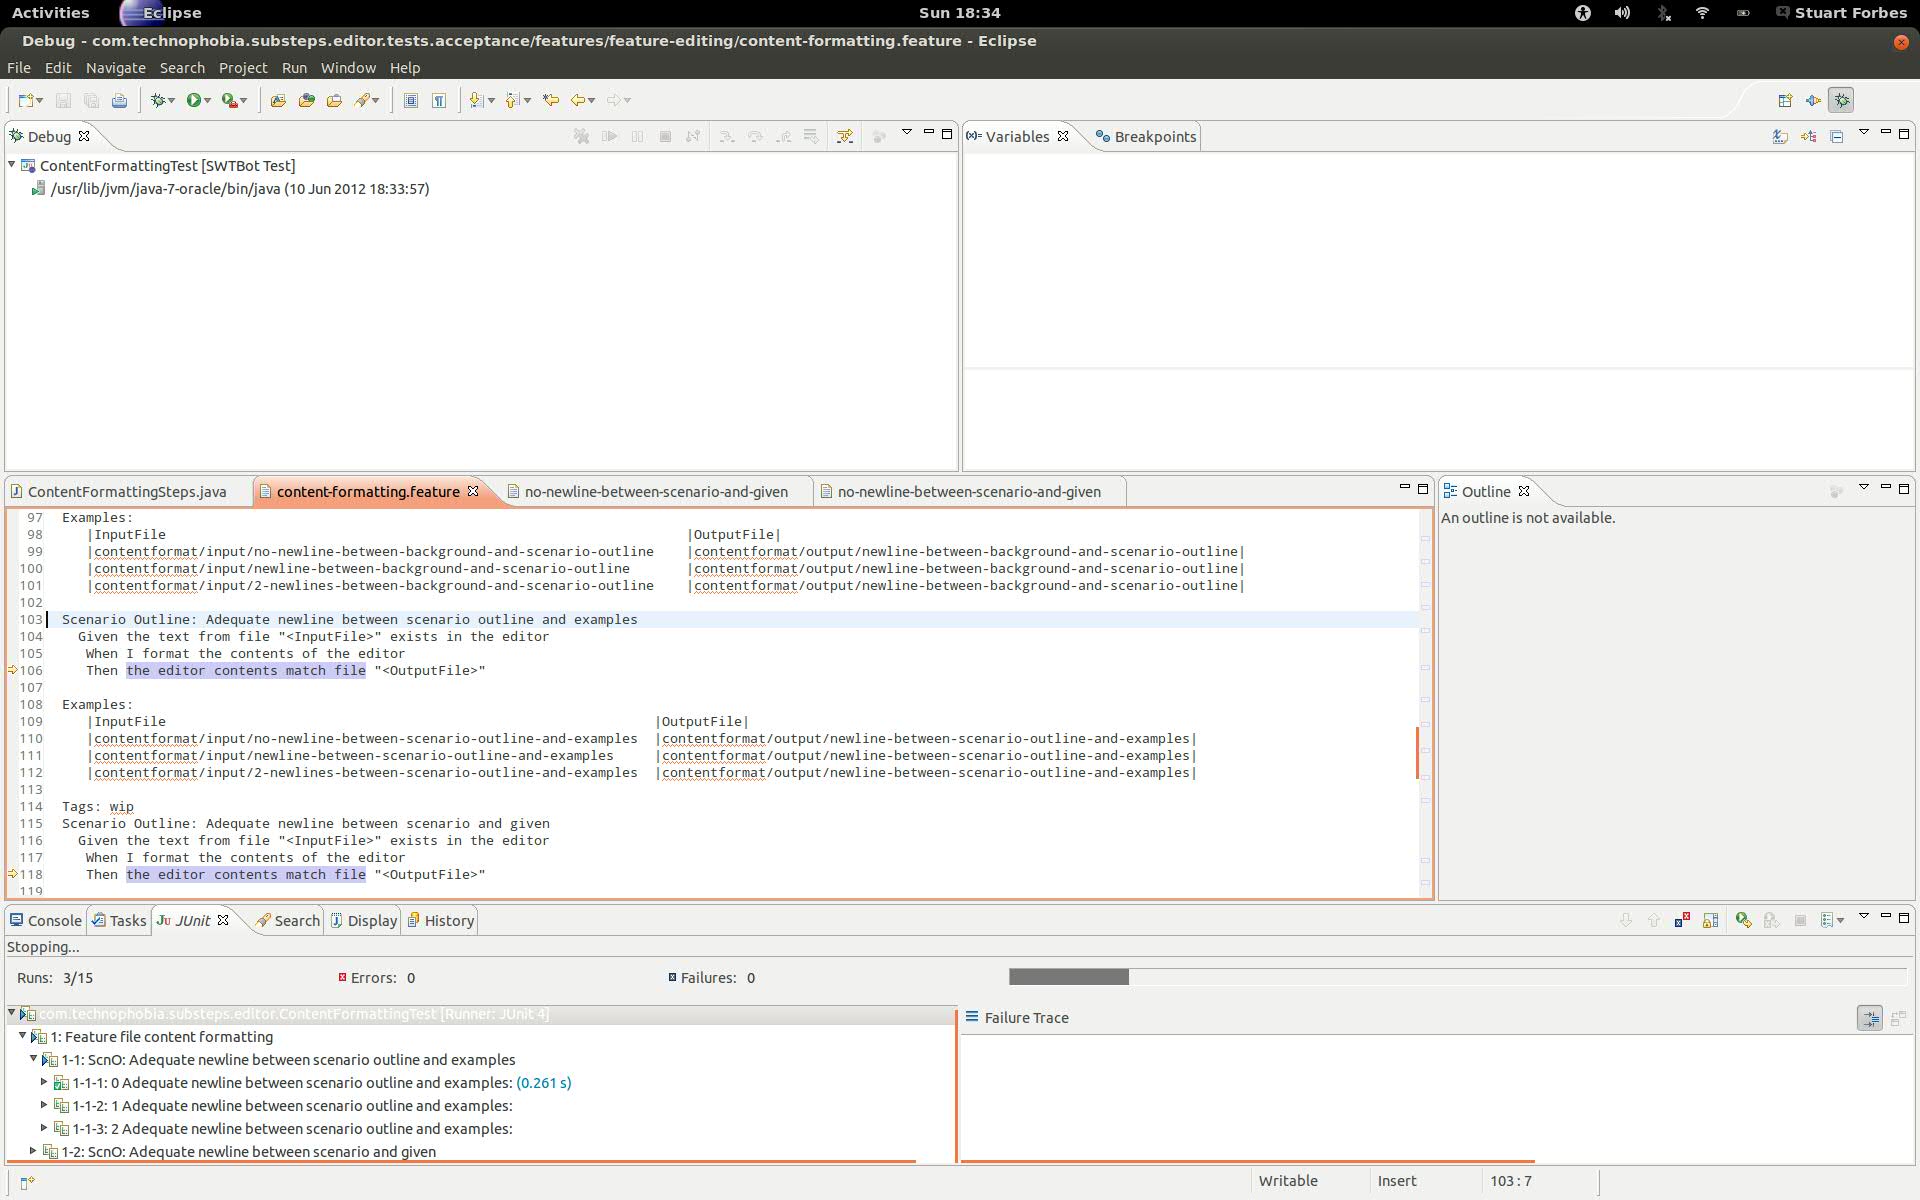 Activities Eclipse Sun 18:34 Stuart Forbes
Debug - com.technophobia.substeps.editor.tests.acceptance/features/feature-editing/content-formatting.feature - Eclipse
File Edit Navigate Search Project Run Window Help
Debug
ContentFormattingTest [SWTBot Test]
/usr/lib/jvm/java-7-oracle/bin/java (10 Jun 2012 18:33:57)
(x)= Variables Breakpoints
ContentFormattingSteps.java content-formatting.feature no-newline-between-scenario-and-given no-newline-between-scenario-and-given
97 Examples:
98 |InputFile |OutputFile|
99 |contentformat/input/no-newline-between-background-and-scenario-outline |contentformat/output/newline-between-background-and-scenario-outline|
100 |contentformat/input/newline-between-background-and-scenario-outline |contentformat/output/newline-between-background-and-scenario-outline|
101 |contentformat/input/2-newlines-between-background-and-scenario-outline |contentformat/output/newline-between-background-and-scenario-outline|
102
103 Scenario Outline: Adequate newline between scenario outline and examples
104 Given the text from file "<InputFile>" exists in the editor
105 When I format the contents of the editor
106 Then the editor contents match file "<OutputFile>"
107
108 Examples:
109 |InputFile |OutputFile|
110 |contentformat/input/no-newline-between-scenario-outline-and-examples |contentformat/output/newline-between-scenario-outline-and-examples|
111 |contentformat/input/newline-between-scenario-outline-and-examples |contentformat/output/newline-between-scenario-outline-and-examples|
112 |contentformat/input/2-newlines-between-scenario-outline-and-examples |contentformat/output/newline-between-scenario-outline-and-examples|
113
114 Tags: wip
115 Scenario Outline: Adequate newline between scenario and given
116 Given the text from file "<InputFile>" exists in the editor
117 When I format the contents of the editor
118 Then the editor contents match file "<OutputFile>"
119
Outline
An outline is not available.
Console Tasks JUnit Search Display History
Stopping...
Runs: 3/15 Errors: 0 Failures: 0
com.technophobia.substeps.editor.ContentFormattingTest [Runner: JUnit 4]
1: Feature file content formatting
1-1: ScnO: Adequate newline between scenario outline and examples
1-1-1: 0 Adequate newline between scenario outline and examples: (0.261 s)
1-1-2: 1 Adequate newline between scenario outline and examples:
1-1-3: 2 Adequate newline between scenario outline and examples:
1-2: ScnO: Adequate newline between scenario and given
Failure Trace
Writable Insert 103 : 7